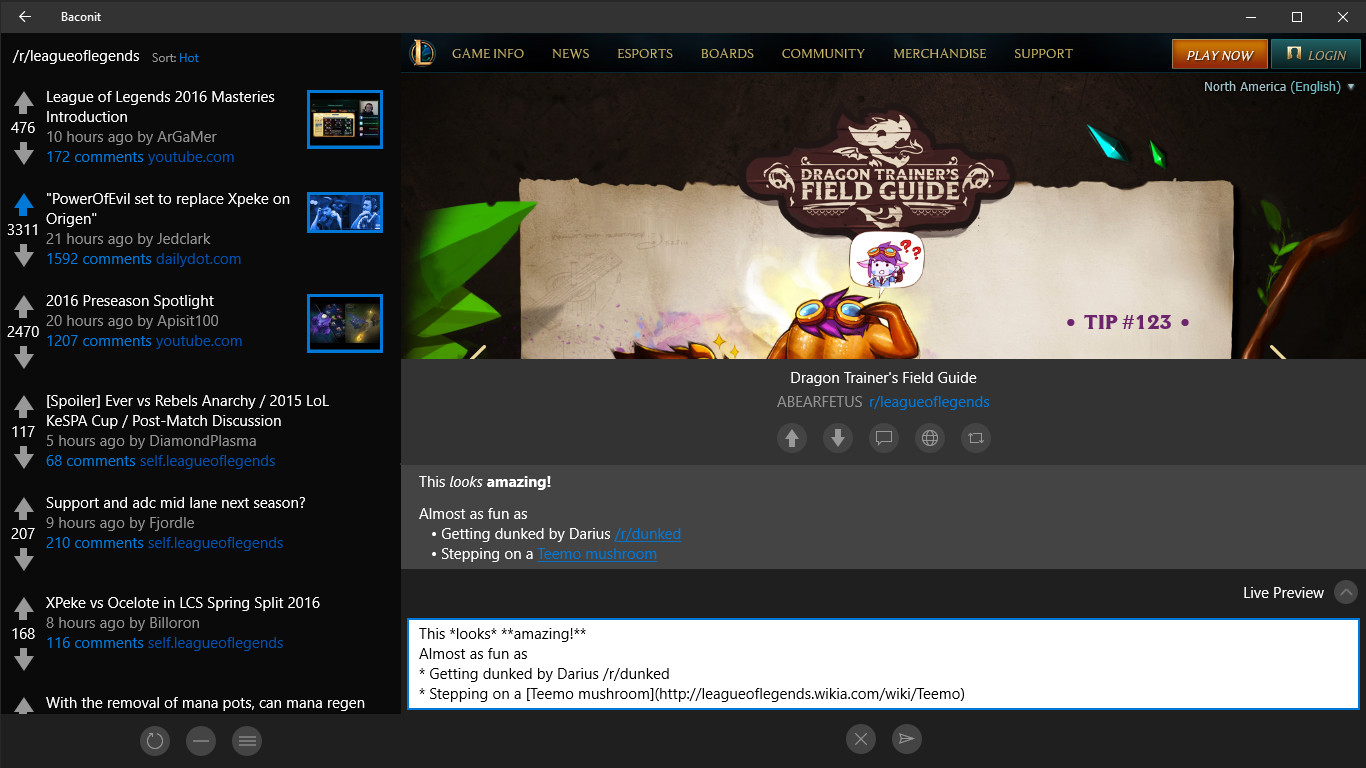 Baconit
/r/leagueoflegends Sort: Hot
League of Legends 2016 Masteries
Introduction
476
10 hours ago by ArGaMer
172 comments youtube.com
"PowerOfEvil set to replace Xpeke on
Origen"
3311
21 hours ago by Jedclark
1592 comments dailydot.com
2016 Preseason Spotlight
20 hours ago by Apisit100
2470
1207 comments youtube.com
[Spoiler] Ever vs Rebels Anarchy / 2015 LoL
KeSPA Cup / Post-Match Discussion
117
5 hours ago by DiamondPlasma
68 comments self.leagueoflegends
Support and adc mid lane next season?
9 hours ago by Fjordle
207
210 comments self.leagueoflegends
XPeke vs Ocelote in LCS Spring Split 2016
8 hours ago by Billoron
168
116 comments self.leagueoflegends
With the removal of mana pots, can mana regen
L GAME INFO NEWS ESPORTS BOARDS COMMUNITY MERCHANDISE SUPPORT PLAY NOW LOGIN
North America (English)
DRAGON TRAINER'S
FIELD GUIDE
???
• TIP #123 •
Dragon Trainer's Field Guide
ABEARFETUS r/leagueoflegends
This looks amazing!
Almost as fun as
• Getting dunked by Darius /r/dunked
• Stepping on a Teemo mushroom
Live Preview
This *looks* **amazing!**
Almost as fun as
* Getting dunked by Darius /r/dunked
* Stepping on a [Teemo mushroom](http://leagueoflegends.wikia.com/wiki/Teemo)